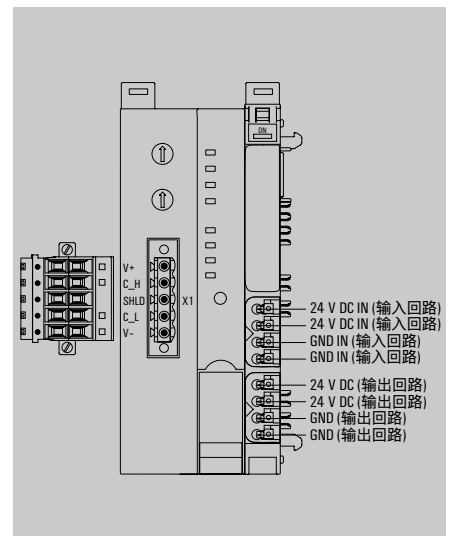 DN
V+
C_H
SHLD
C_L
V-
X1
24 V DC IN (输入回路)
24 V DC IN (输入回路)
GND IN (输入回路)
GND IN (输入回路)
24 V DC (输出回路)
24 V DC (输出回路)
GND (输出回路)
GND (输出回路)